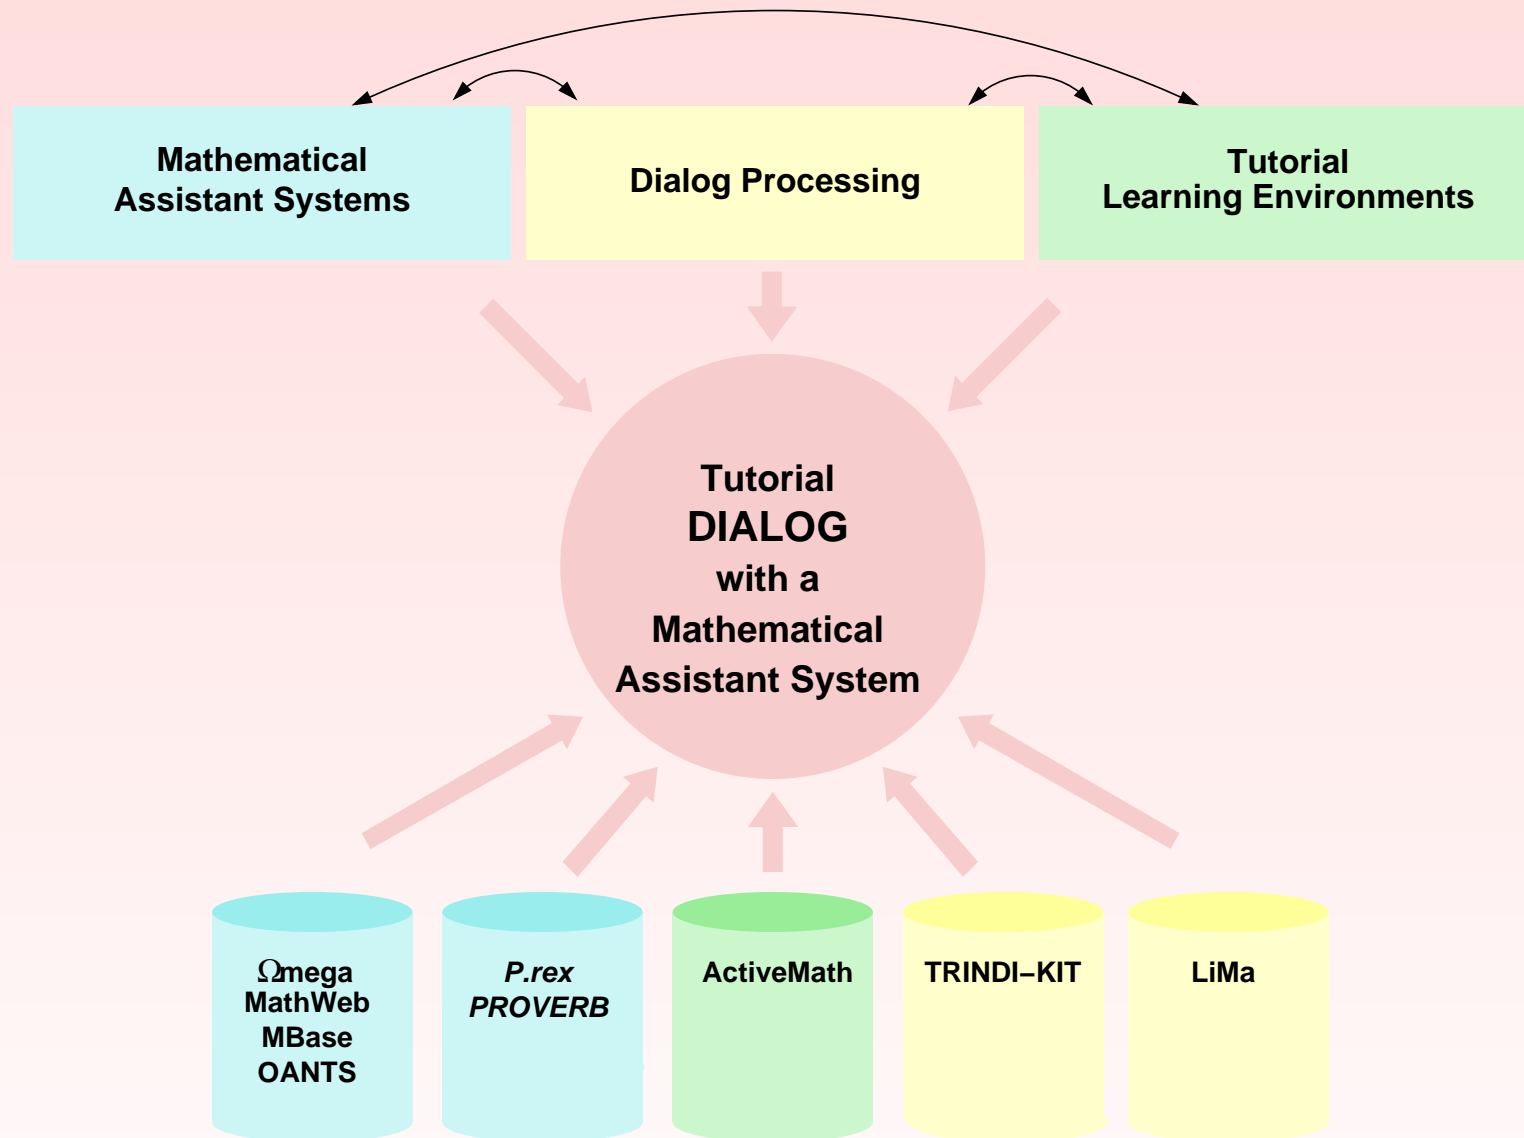 Mathematical
Assistant Systems
Dialog Processing
Tutorial
Learning Environments
Tutorial
DIALOG
with a
Mathematical
Assistant System
Ωmega
MathWeb
MBase
OANTS
P.rex
PROVERB
ActiveMath
TRINDI−KIT
LiMa